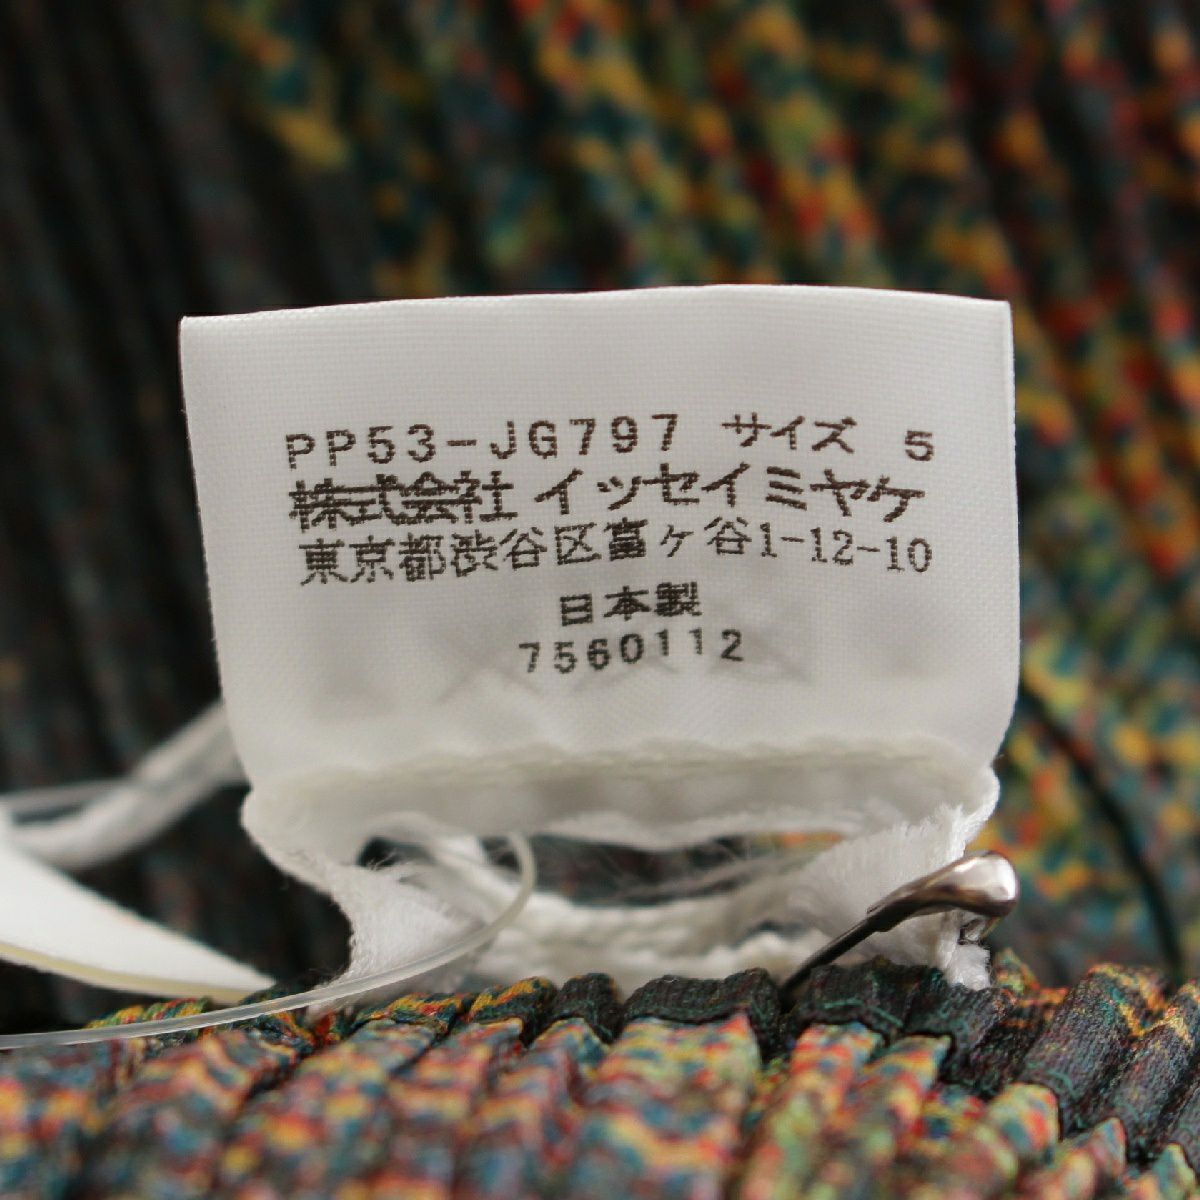 PP53-JG797 サイズ 5
株式会社 イッセイミヤケ
東京都渋谷区富ヶ谷1-12-10
日本製
7560112